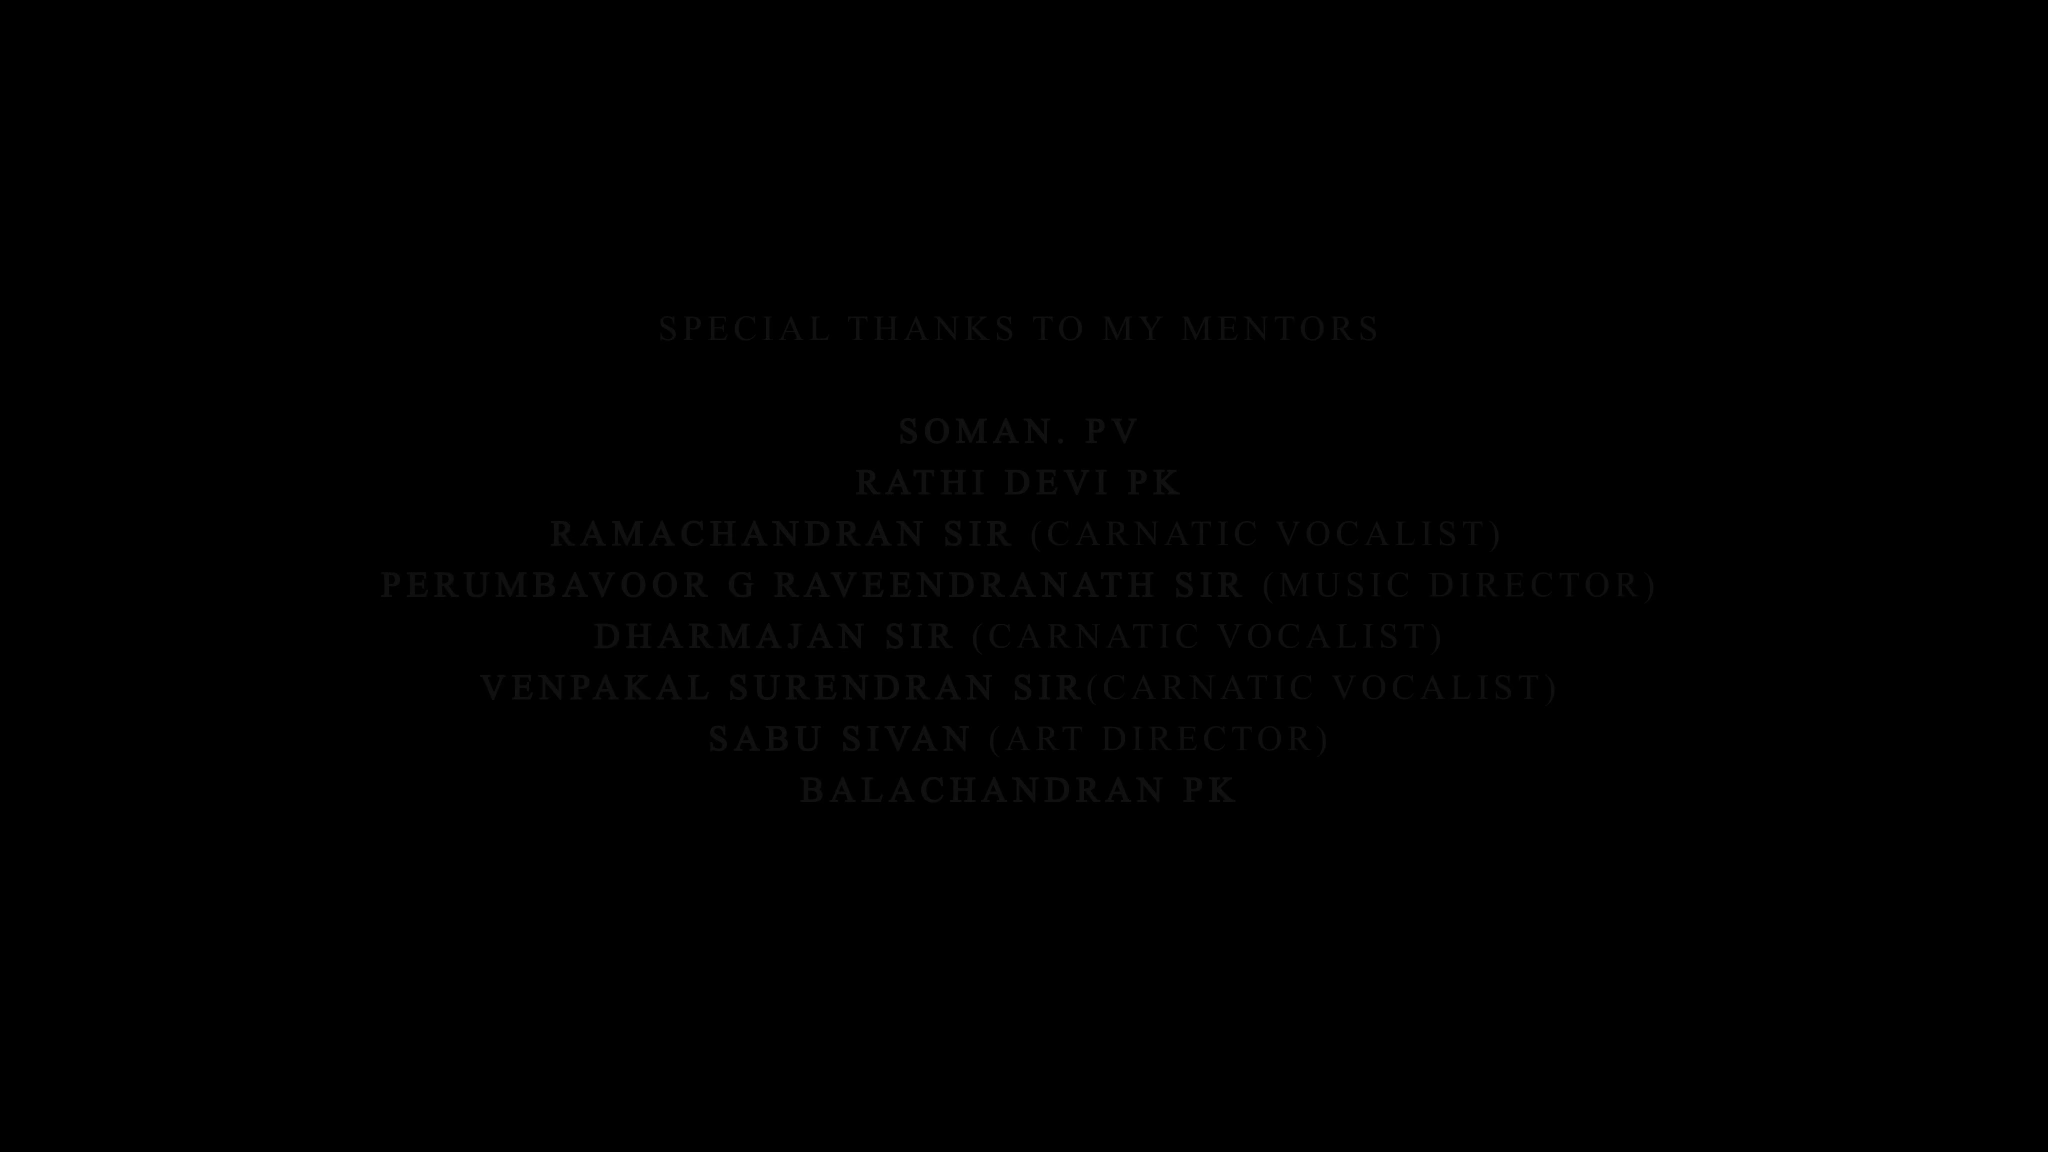 SPECIAL THANKS TO MY MENTORS
SOMAN. PV
RATHI DEVI PK
RAMACHANDRAN SIR (CARNATIC VOCALIST)
PERUMBAVOOR G RAVEENDRANATH SIR (MUSIC DIRECTOR)
DHARMAJAN SIR (CARNATIC VOCALIST)
VENPAKAL SURENDRAN SIR(CARNATIC VOCALIST)
SABU SIVAN (ART DIRECTOR)
BALACHANDRAN PK